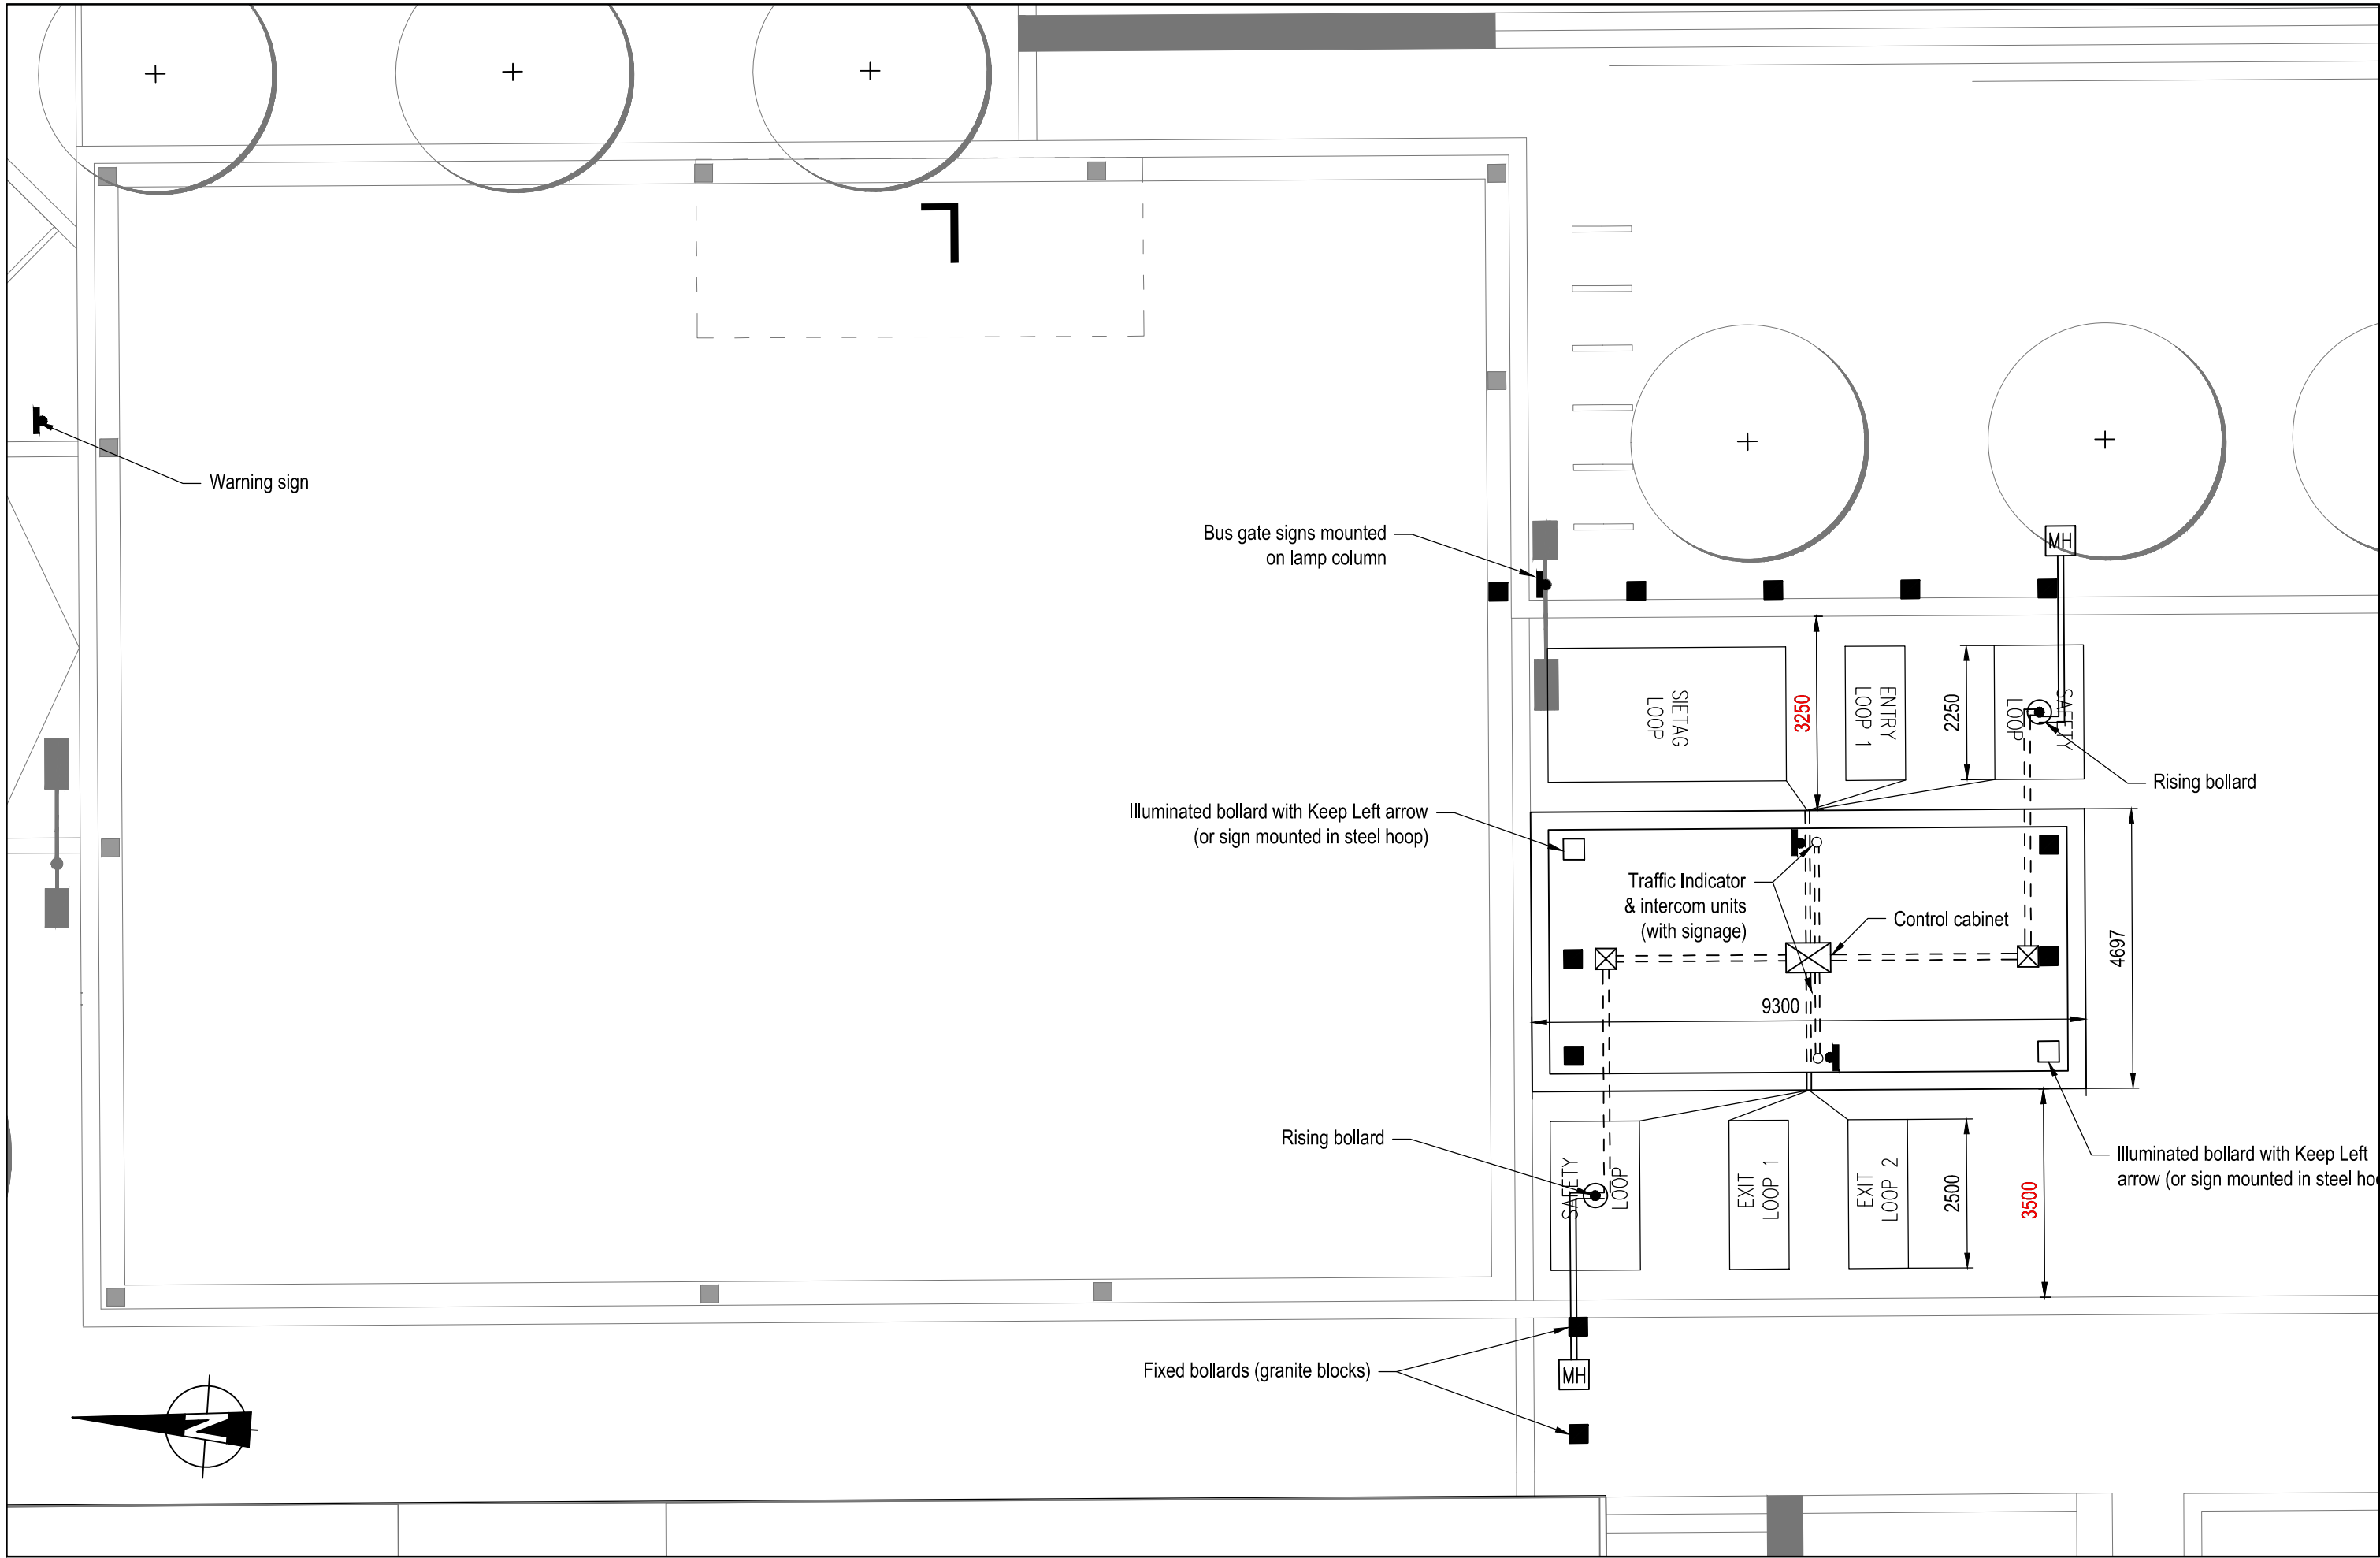 Warning sign
Bus gate signs mounted
on lamp column
MH
SIETAG
LOOP
3250
ENTRY
LOOP 1
2250
SAFETY
LOOP
Rising bollard
Illuminated bollard with Keep Left arrow
(or sign mounted in steel hoop)
Traffic Indicator
& intercom units
(with signage)
Control cabinet
9300
4697
Rising bollard
SAFETY
LOOP
EXIT
LOOP 1
EXIT
LOOP 2
2500
3500
Illuminated bollard with Keep Left
arrow (or sign mounted in steel hoo
Fixed bollards (granite blocks)
MH
N